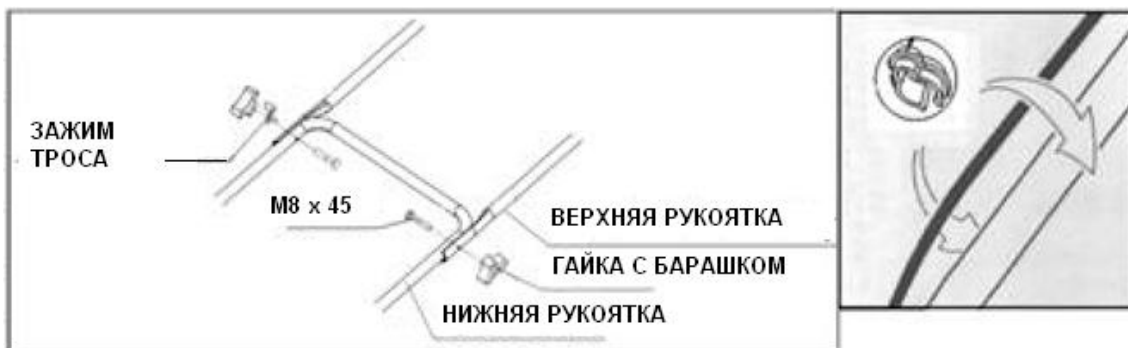 ЗАЖИМ
ТРОСА
M8 x 45
ВЕРХНЯЯ РУКОЯТКА
ГАЙКА С БАРАШКОМ
НИЖНЯЯ РУКОЯТКА